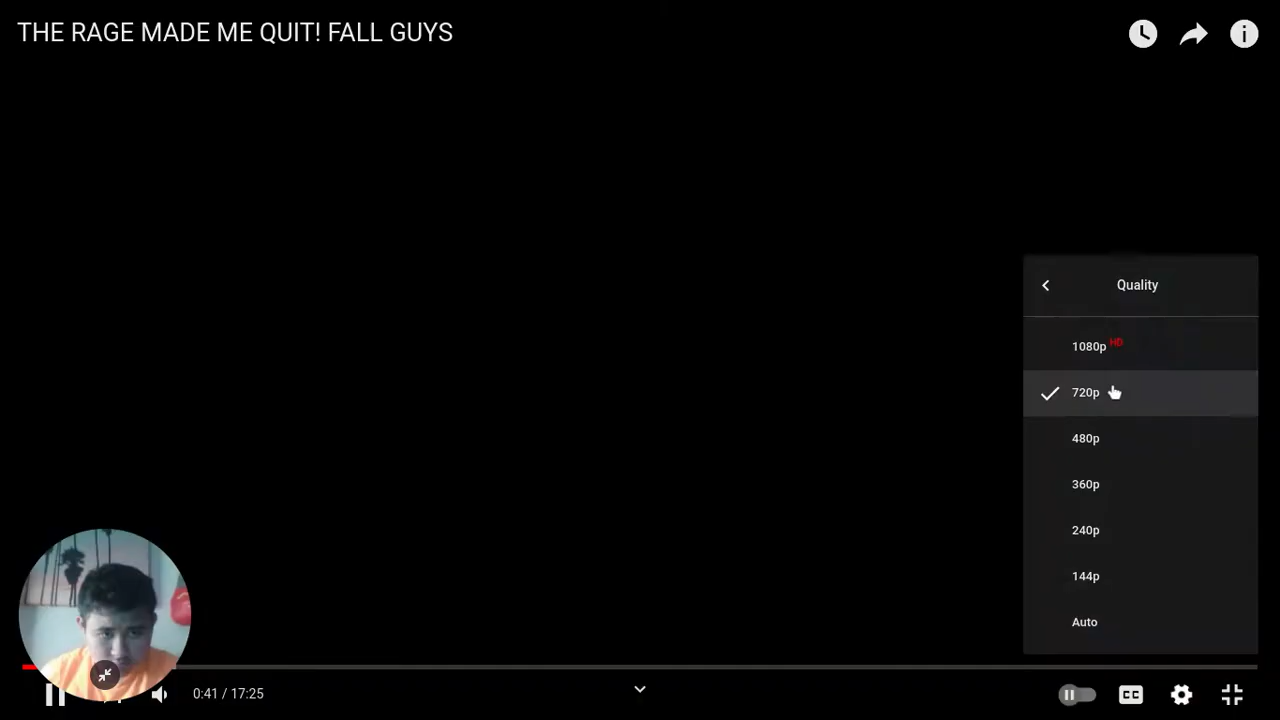 THE RAGE MADE ME QUIT! FALL GUYS
Quality
1080p HD
720p
480p
360p
240p
144p
Auto
0:41 / 17:25
CC